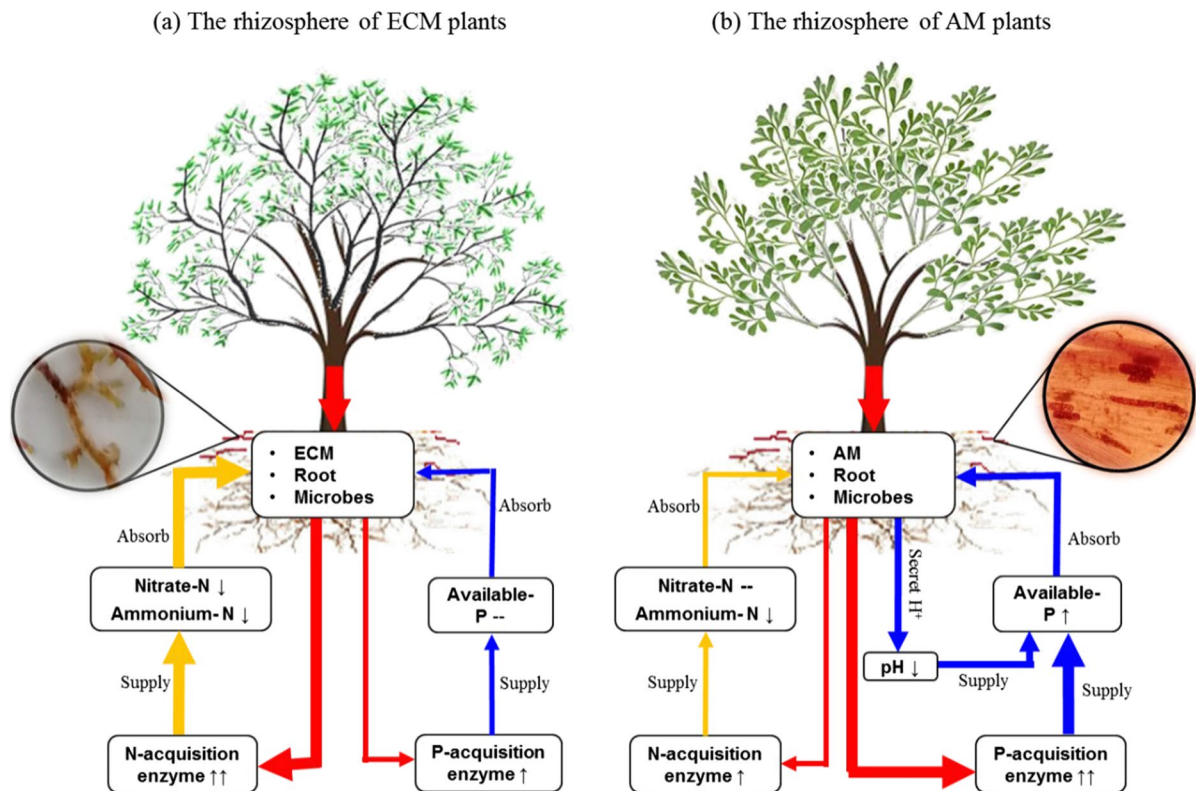 (a) The rhizosphere of ECM plants
(b) The rhizosphere of AM plants
• ECM
• Root
• Microbes
Absorb
Absorb
Nitrate-N ↓
Ammonium- N ↓
Available-
P --
Supply
Supply
N-acquisition
enzyme ↑↑
P-acquisition
enzyme ↑
• AM
• Root
• Microbes
Absorb
Absorb
Secret H⁺
Nitrate-N --
Ammonium-N ↓
Available-
P ↑
pH ↓
Supply
Supply
Supply
N-acquisition
enzyme ↑
P-acquisition
enzyme ↑↑